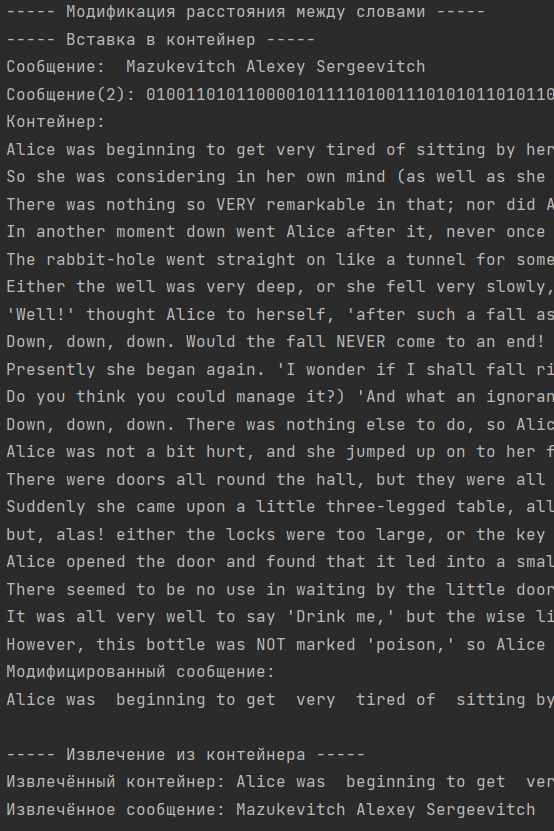 ----- Модификация расстояния между словами -----
----- Вставка в контейнер -----
Сообщение:  Mazukevitch Alexey Sergeevitch
Сообщение(2): 01001101011000010111101001110101011010110
Контейнер:
Alice was beginning to get very tired of sitting by her
So she was considering in her own mind (as well as she
There was nothing so VERY remarkable in that; nor did A
In another moment down went Alice after it, never once
The rabbit-hole went straight on like a tunnel for some
Either the well was very deep, or she fell very slowly,
'Well!' thought Alice to herself, 'after such a fall as
Down, down, down. Would the fall NEVER come to an end!
Presently she began again. 'I wonder if I shall fall ri
Do you think you could manage it?) 'And what an ignoran
Down, down, down. There was nothing else to do, so Alic
Alice was not a bit hurt, and she jumped up on to her f
There were doors all round the hall, but they were all
Suddenly she came upon a little three-legged table, all
but, alas! either the locks were too large, or the key
Alice opened the door and found that it led into a smal
There seemed to be no use in waiting by the little door
It was all very well to say 'Drink me,' but the wise li
However, this bottle was NOT marked 'poison,' so Alice
Модифицированный сообщение:
Alice was  beginning to get  very  tired of  sitting by
----- Извлечение из контейнера -----
Извлечённый контейнер: Alice was  beginning to get  ver
Извлечённое сообщение: Mazukevitch Alexey Sergeevitch